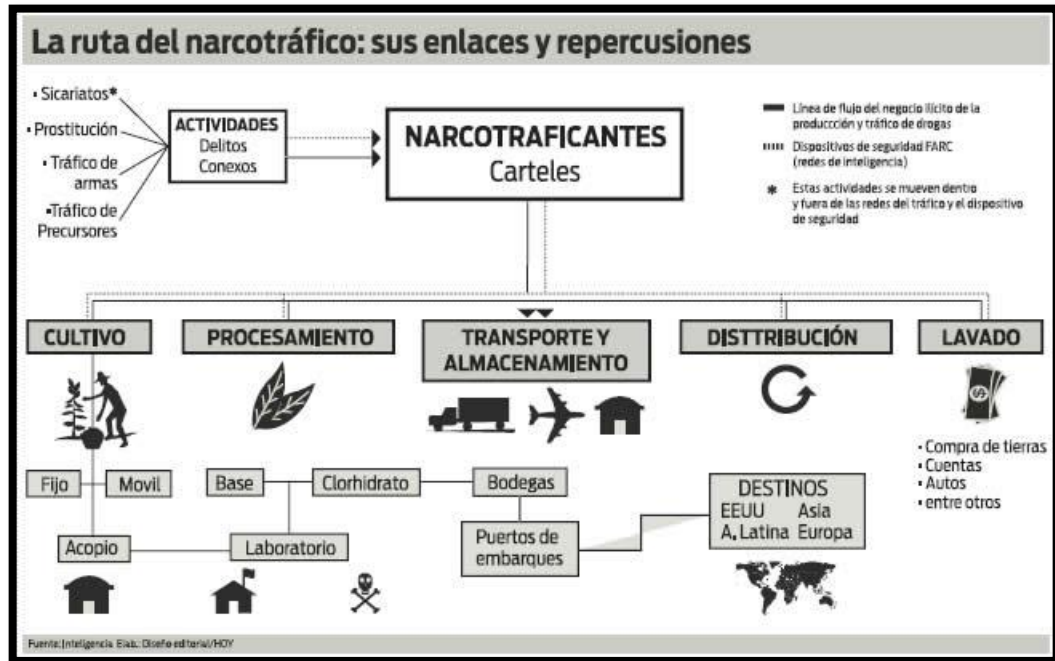 La ruta del narcotráfico: sus enlaces y repercusiones
▪ Sicariatos*
▪ Prostitución
▪ Tráfico de
armas
▪ Tráfico de
Precursores
ACTIVIDADES
Delitos
Conexos
NARCOTRAFICANTES
Carteles
Línea de flujo del negocio ilícito de la
produccción y tráfico de drogas
Dispositivos de seguridad FARC
(redes de inteligencia)
* Estas actividades se mueven dentro
y fuera de las redes del tráfico y el dispositivo
de seguridad
CULTIVO
PROCESAMIENTO
TRANSPORTE Y
ALMACENAMIENTO
DISTTRIBUCIÓN
LAVADO
$
▪ Compra de tierras
▪ Cuentas
▪ Autos
▪ entre otros
Fijo
Movil
Base
Clorhidrato
Bodegas
DESTINOS
EEUU Asia
A. Latina Europa
Acopio
Laboratorio
Puertos de
embarques
Fuente: Inteligencia Elab.: Diseño editorial/HOY